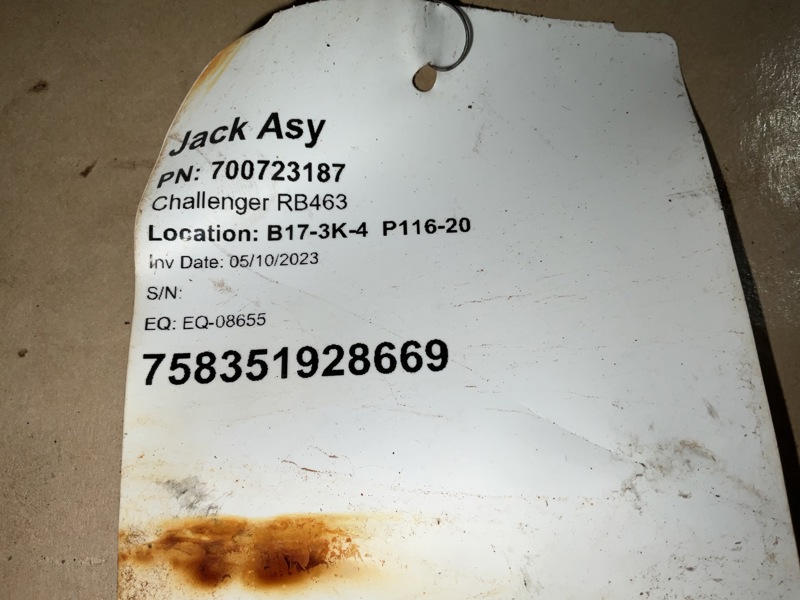 Jack Asy
PN: 700723187
Challenger RB463
Location: B17-3K-4 P116-20
Inv Date: 05/10/2023
S/N:
EQ: EQ-08655
758351928669